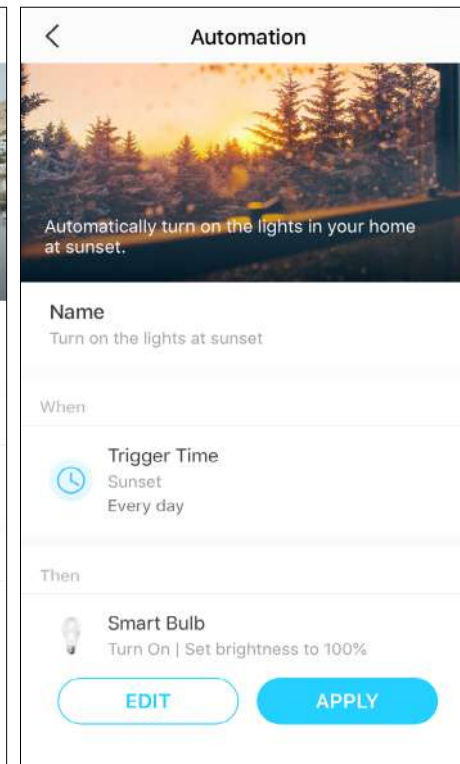 Automation
Automatically turn on the lights in your home
at sunset.
Name
Turn on the lights at sunset
When
Trigger Time
Sunset
Every day
Then
Smart Bulb
Turn On | Set brightness to 100%
EDIT
APPLY